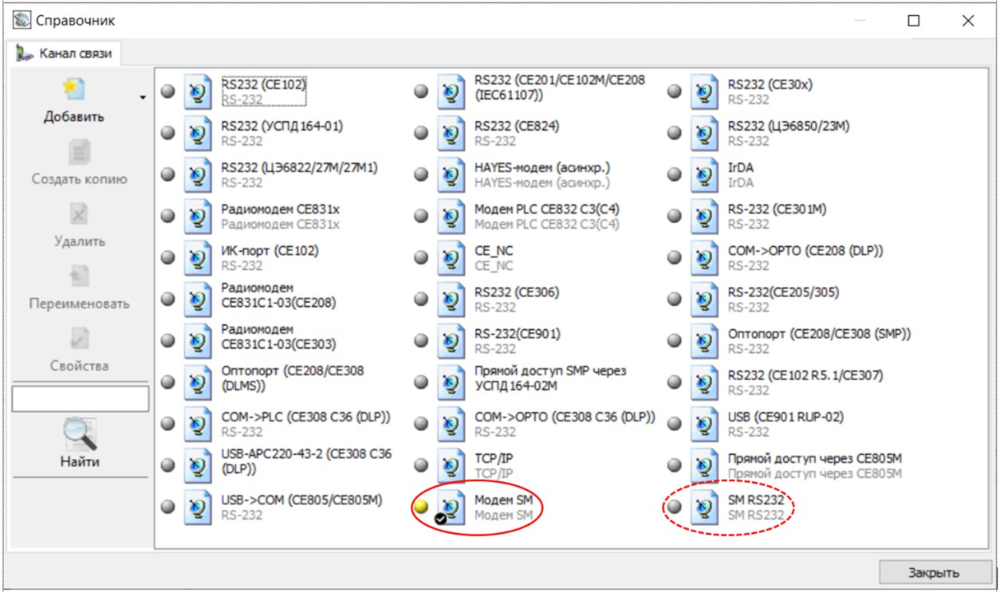 Справочник
Канал связи
Добавить
Создать копию
Удалить
Переименовать
Свойства
Найти
RS232 (CE102)
RS-232
RS232 (CE201/CE102M/CE208
(IEC61107))
RS232 (CE30x)
RS-232
RS232 (УСПД164-01)
RS-232
RS232 (CE824)
RS-232
RS232 (ЦЭ6850/23М)
RS-232
RS232 (ЦЭ6822/27М/27М1)
RS-232
HAYES-модем (асинхр.)
HAYES-модем (асинхр.)
IrDA
IrDA
Радиомодем CE831x
Радиомодем CE831x
Модем PLC CE832 C3(C4)
Модем PLC CE832 C3(C4)
RS-232 (CE301M)
RS-232
ИК-порт (CE102)
RS-232
CE_NC
CE_NC
COM->OPTO (CE208 (DLP))
RS-232
Радиомодем
CE831C1-03(CE208)
RS232 (CE306)
RS-232
RS-232(CE205/305)
RS-232
Радиомодем
CE831C1-03(CE303)
RS-232(CE901)
RS-232
Оптопорт (CE208/CE308 (SMP))
RS-232
Оптопорт (CE208/CE308
(DLMS))
Прямой доступ SMP через
УСПД164-02М
RS232 (CE102 R5.1/CE307)
RS-232
COM->PLC (CE308 C36 (DLP))
RS-232
COM->OPTO (CE308 C36 (DLP))
RS-232
USB (CE901 RUP-02)
RS-232
USB-APC220-43-2 (CE308 C36
(DLP))
TCP/IP
TCP/IP
Прямой доступ через CE805M
Прямой доступ через CE805M
USB->COM (CE805/CE805M)
RS-232
Модем SM
Модем SM
SM RS232
SM RS232
Закрыть